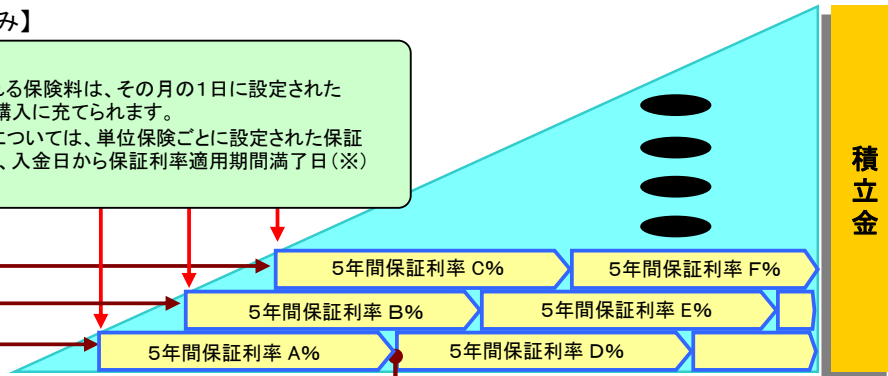 み】
る保険料は、その月の1日に設定された
購入に充てられます。
については、単位保険ごとに設定された保証
、入金日から保証利率適用期間満了日(※)
積立金
5年間保証利率 C%
5年間保証利率 F%
5年間保証利率 B%
5年間保証利率 E%
5年間保証利率 A%
5年間保証利率 D%